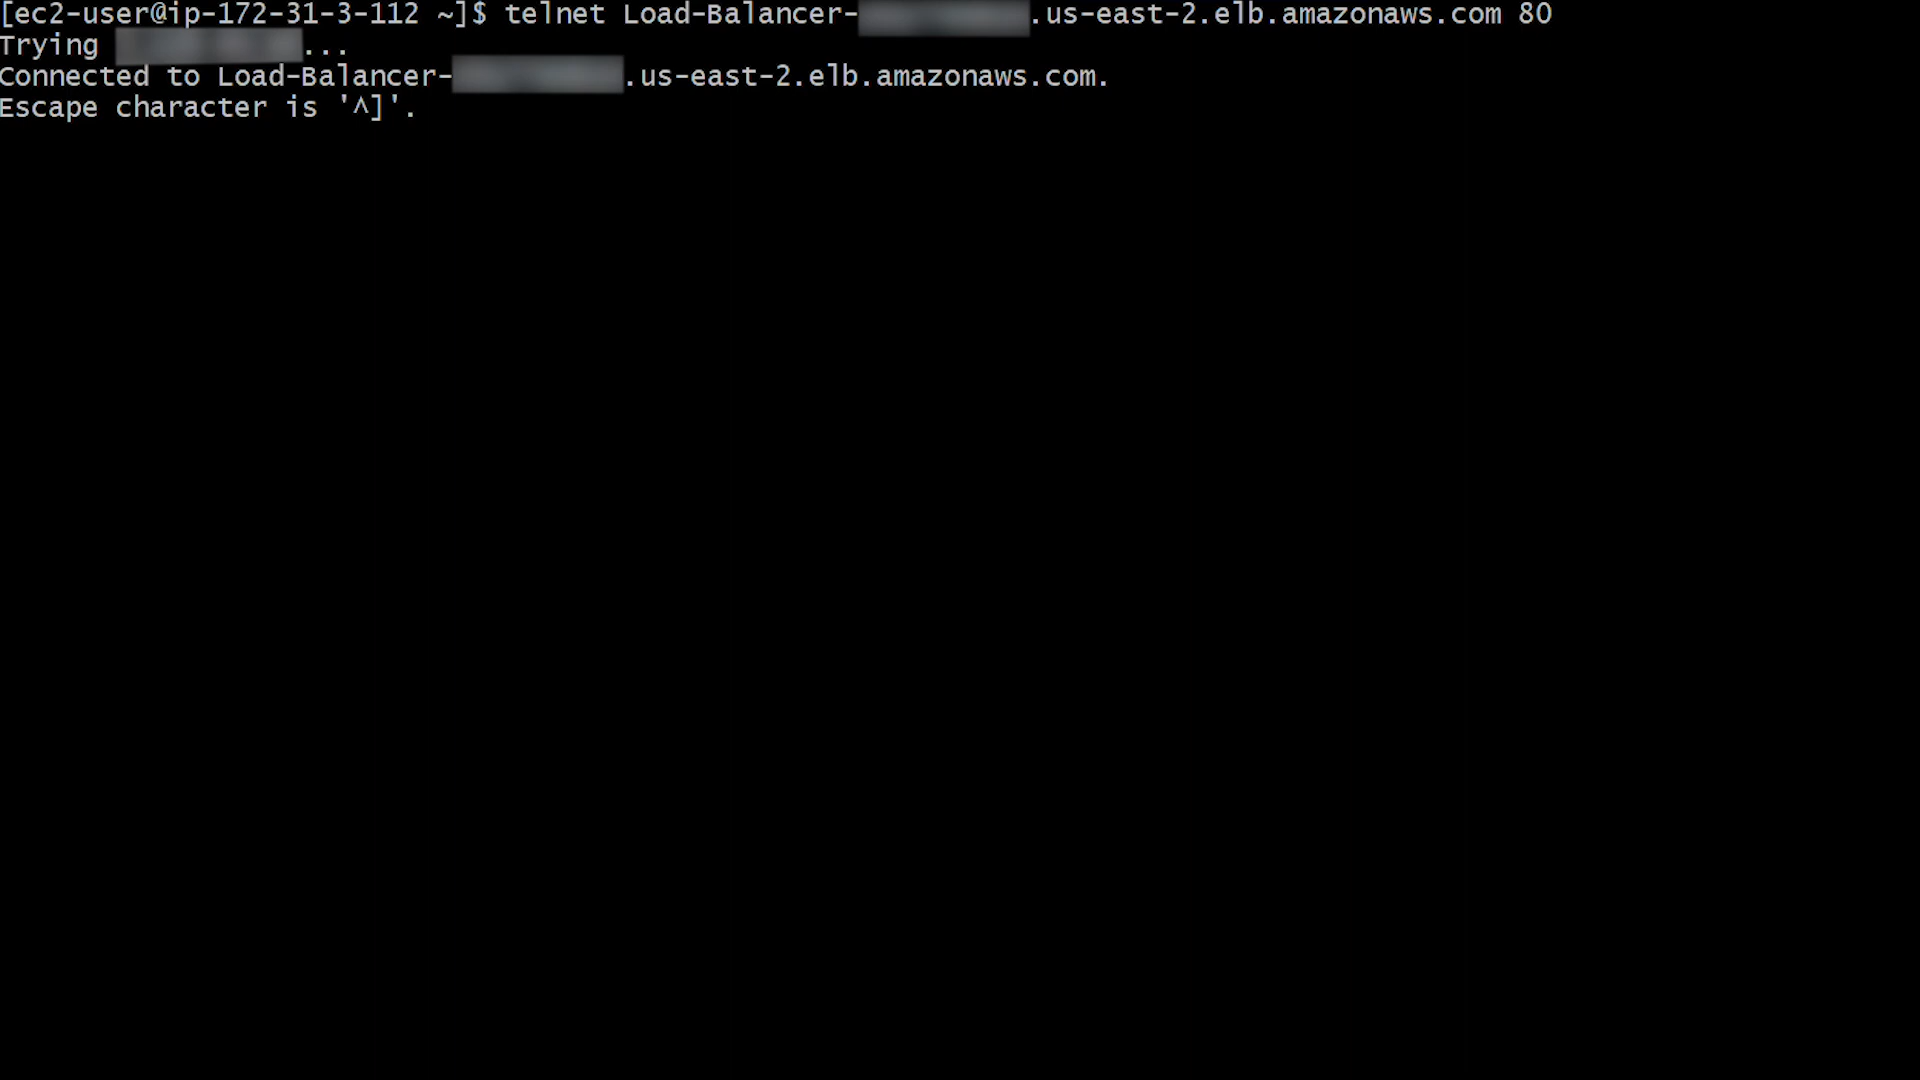 [ec2-user@ip-172-31-3-112 ~]$ telnet Load-Balancer-.us-east-2.elb.amazonaws.com 80
Trying ...
Connected to Load-Balancer-.us-east-2.elb.amazonaws.com.
Escape character is '^]'.